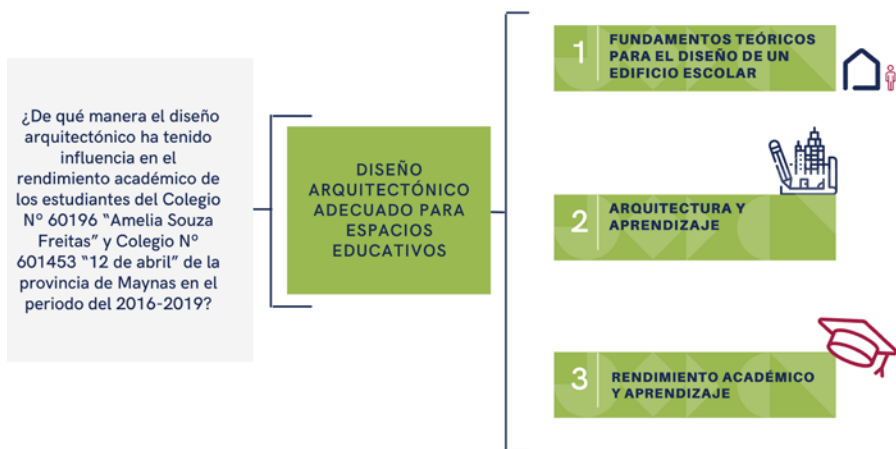 ¿De qué manera el diseño
arquitectónico ha tenido
influencia en el
rendimiento académico de
los estudiantes del Colegio
Nº 60196 “Amelia Souza
Freitas” y Colegio Nº
601453 “12 de abril” de la
provincia de Maynas en el
periodo del 2016-2019?
DISEÑO
ARQUITECTÓNICO
ADECUADO PARA
ESPACIOS
EDUCATIVOS
1
FUNDAMENTOS TEÓRICOS
PARA EL DISEÑO DE UN
EDIFICIO ESCOLAR
2
ARQUITECTURA Y
APRENDIZAJE
3
RENDIMIENTO ACADÉMICO
Y APRENDIZAJE